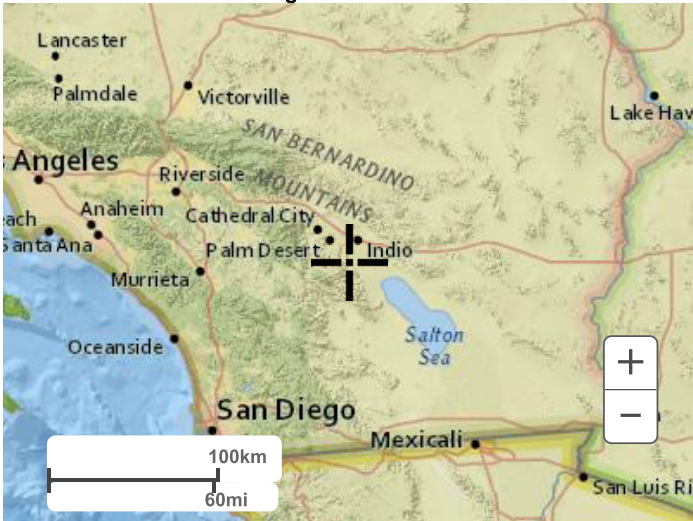 Lancaster
Palmdale
Victorville
Lake Hav
SAN BERNARDINO
MOUNTAINS
s Angeles
Riverside
Anaheim
each
Cathedral City
Santa Ana
Palm Desert
Indio
Murrieta
Salton
Sea
Oceanside
+
−
San Diego
Mexicali
100km
60mi
San Luis Rí